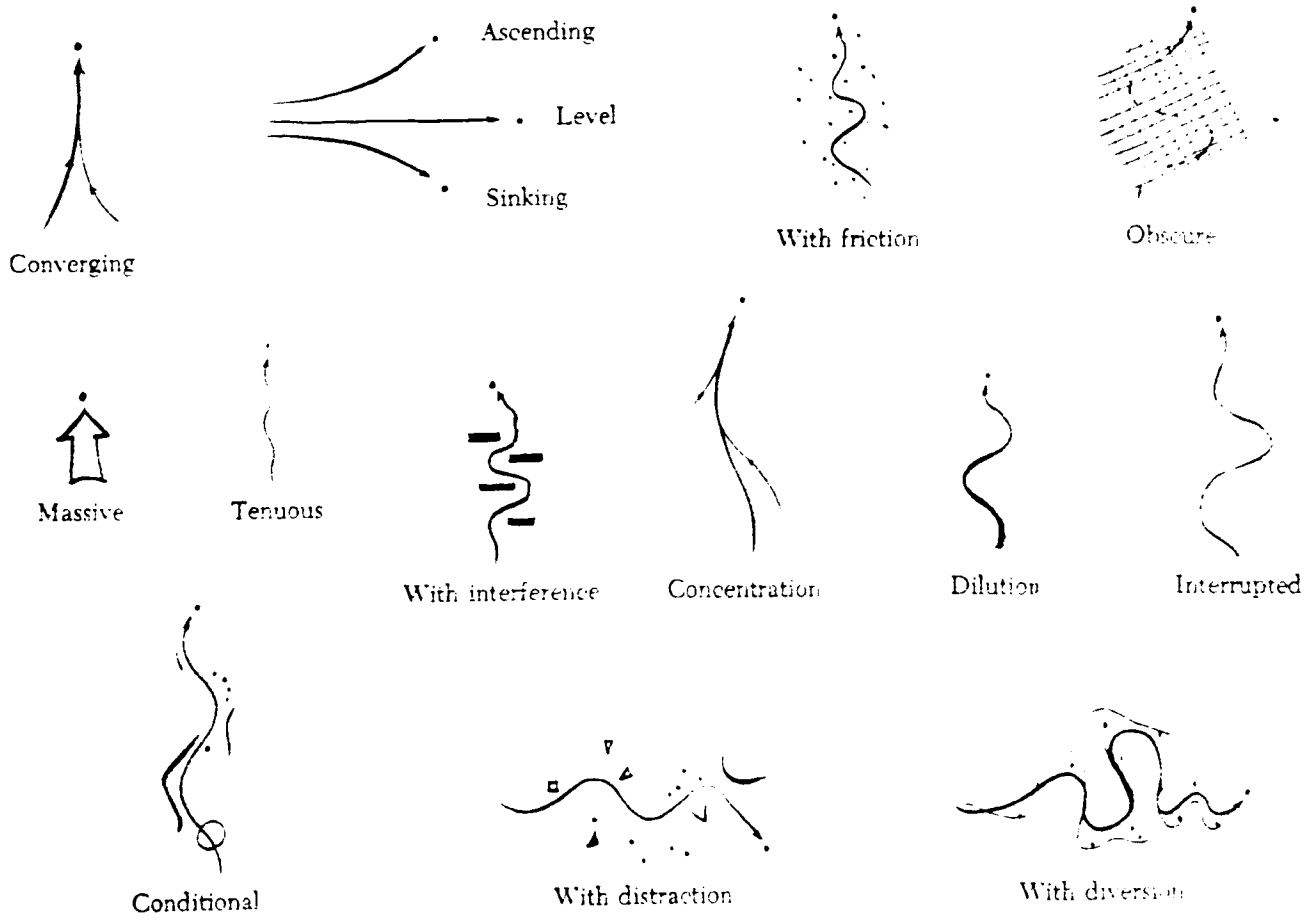 Ascending
Level
Sinking
With friction
Obscure
Converging
Massive
Tenuous
With interference
Concentration
Dilution
Interrupted
Conditional
With distraction
With diversion